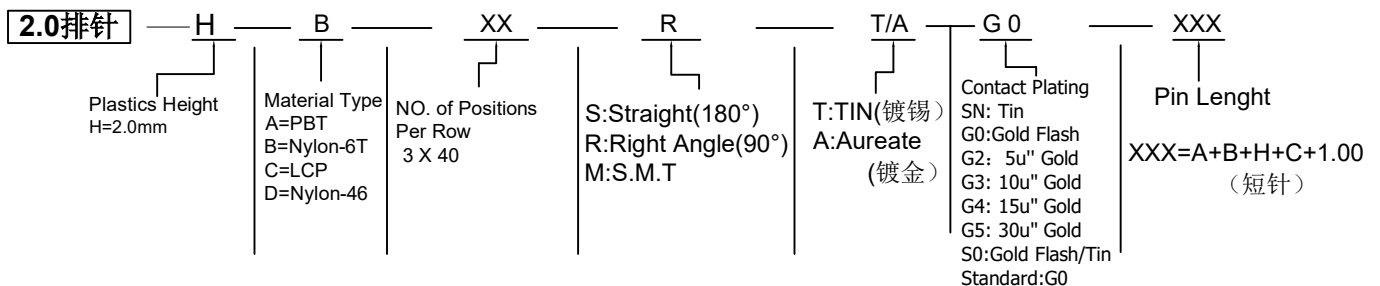 2.0排针 H B XX R T/A G 0 XXX
Plastics Height
H=2.0mm
Material Type
A=PBT
B=Nylon-6T
C=LCP
D=Nylon-46
NO. of Positions
Per Row
3 X 40
S:Straight(180°)
R:Right Angle(90°)
M:S.M.T
T:TIN(镀锡）
A:Aureate
(镀金）
Contact Plating
SN: Tin
G0:Gold Flash
G2: 5u" Gold
G3: 10u" Gold
G4: 15u" Gold
G5: 30u" Gold
S0:Gold Flash/Tin
Standard:G0
Pin Lenght
XXX=A+B+H+C+1.00
（短针）